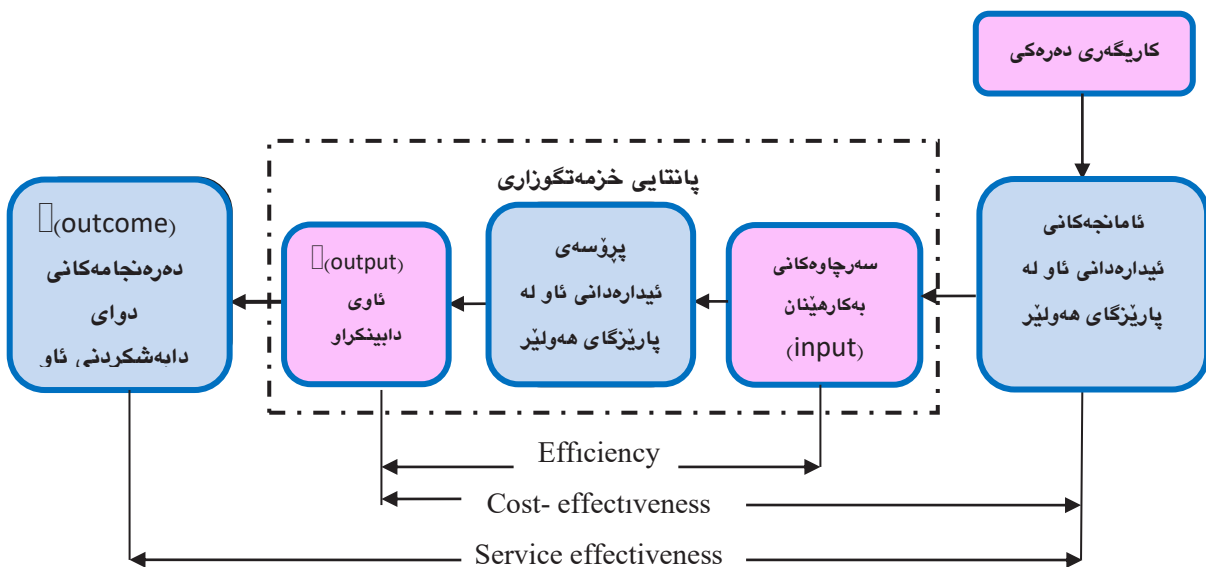 کاریگەری دەرەکی
پانتایی خزمەتگوزاری
ئامانجەکانی
ئیدارەدانی ئاو لە
پارێزگای هەولێر
سەرچاوەکانی
بەکارهێنان
(input)
پڕۆسەی
ئیدارەدانی ئاو لە
پارێزگای هەولێر
(output)
ئاوی
دابینکراو
(outcome)
دەرەنجامەکانی
دوای
دابەشکردنی ئاو
Efficiency
Cost- effectiveness
Service effectiveness